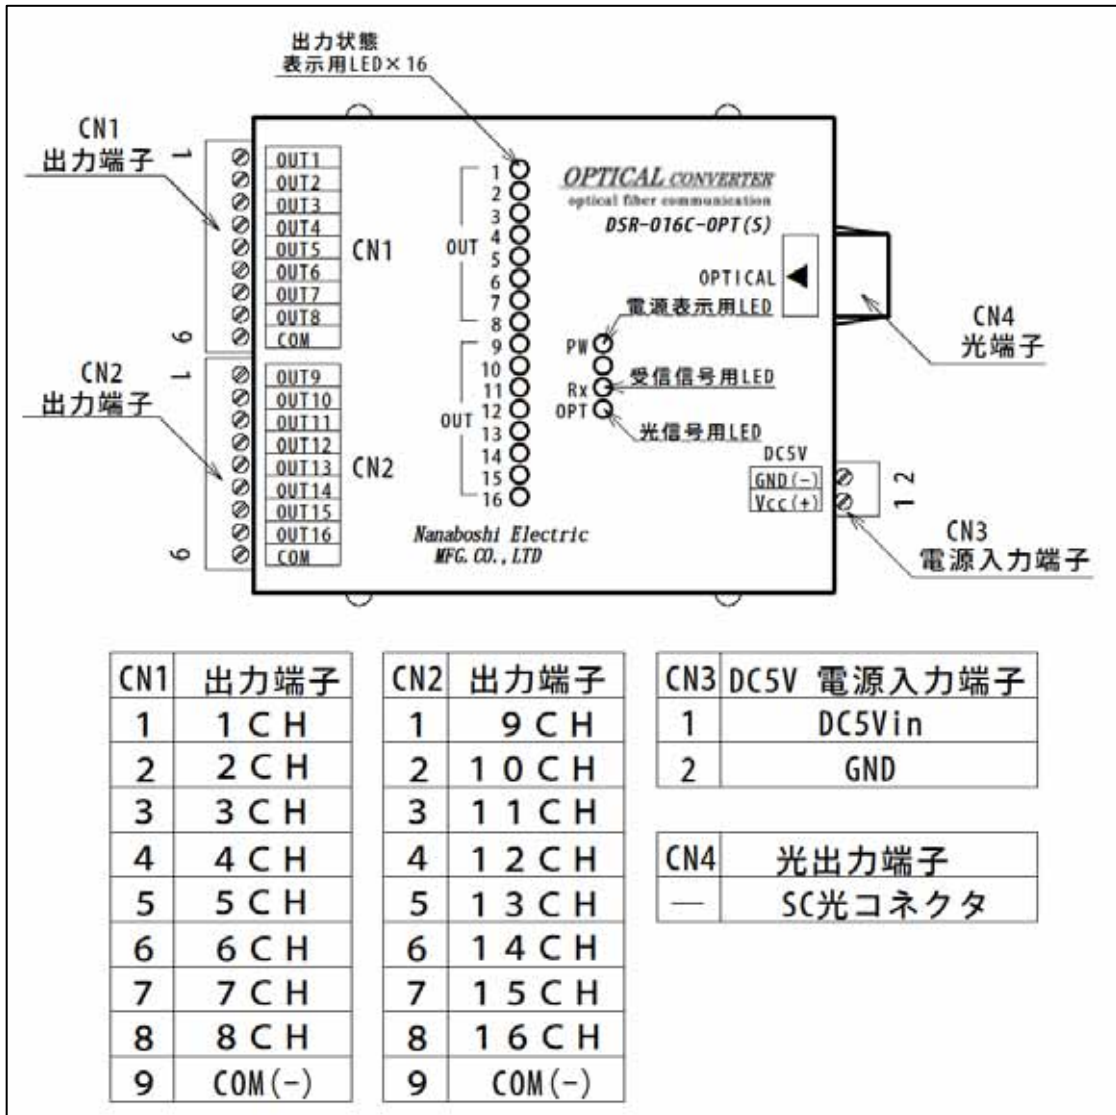 出力状態
表示用LED×16
CN1
出力端子
1
OUT1
OUT2
OUT3
OUT4
OUT5
OUT6
OUT7
OUT8
COM
9
CN1
CN2
出力端子
1
OUT9
OUT10
OUT11
OUT12
OUT13
OUT14
OUT15
OUT16
COM
9
CN2
OUT
1
2
3
4
5
6
7
8
OUT
9
10
11
12
13
14
15
16
OPTICAL CONVERTER
optical fiber communication
DSR-016C-OPT(S)
OPTICAL
電源表示用LED
PW
Rx
受信信号用LED
OPT
光信号用LED
CN4
光端子
DC5V
GND(-)
Vcc(+)
2
1
CN3
電源入力端子
Nanaboshi Electric
MFG.CO.,LTD
CN1 出力端子
1 1CH
2 2CH
3 3CH
4 4CH
5 5CH
6 6CH
7 7CH
8 8CH
9 COM(-)
CN2 出力端子
1 9CH
2 10CH
3 11CH
4 12CH
5 13CH
6 14CH
7 15CH
8 16CH
9 COM(-)
CN3 DC5V 電源入力端子
1 DC5Vin
2 GND
CN4 光出力端子
― SC光コネクタ